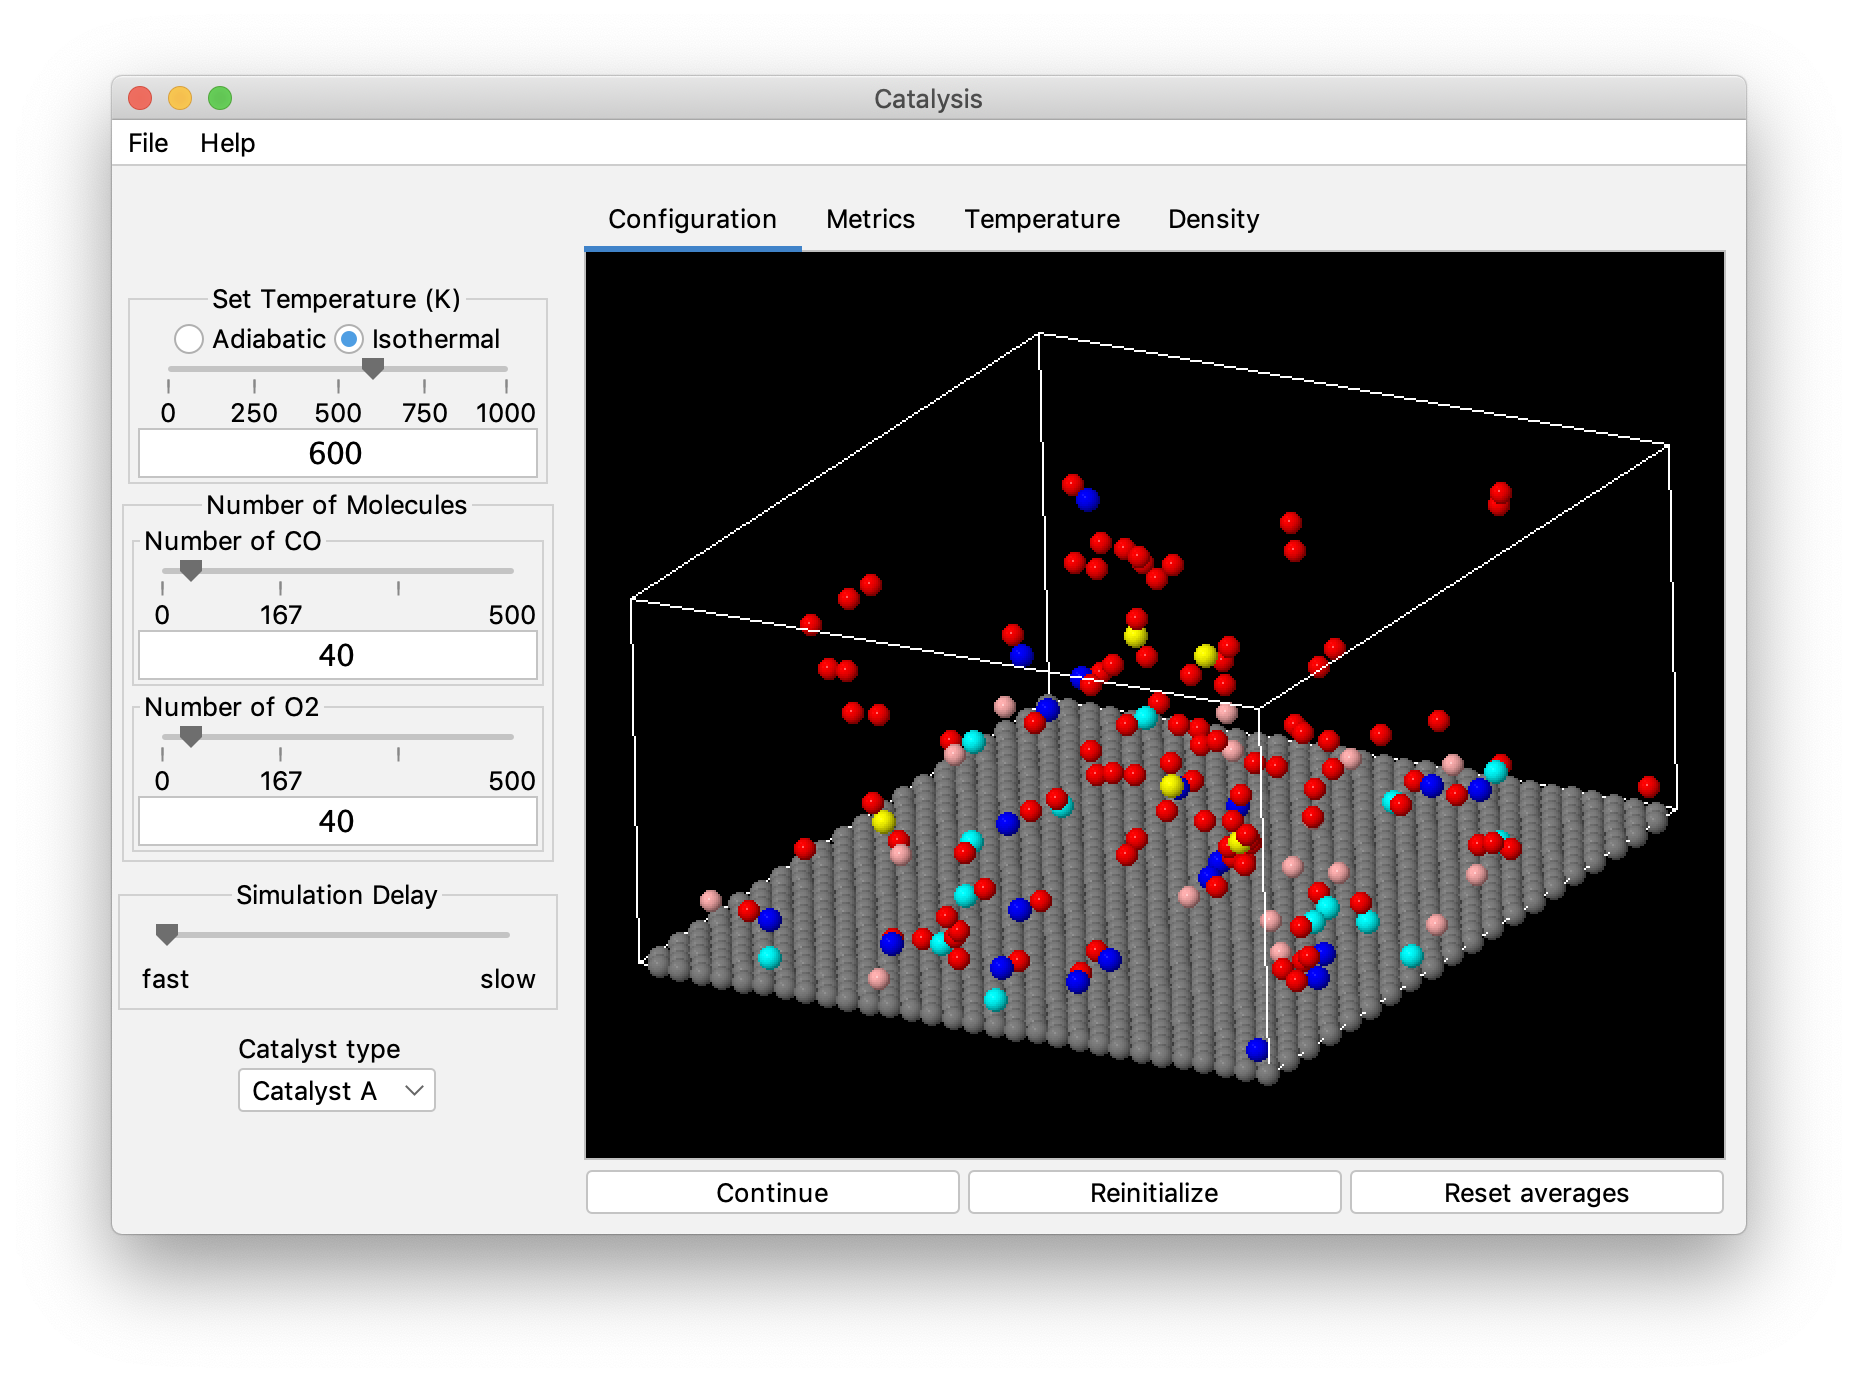 Catalysis
File Help
Set Temperature (K)
Adiabatic Isothermal
0 250 500 750 1000
600
Number of Molecules
Number of CO
0 167 500
40
Number of O2
0 167 500
40
Simulation Delay
fast slow
Catalyst type
Catalyst A
Configuration Metrics Temperature Density
Continue Reinitialize Reset averages